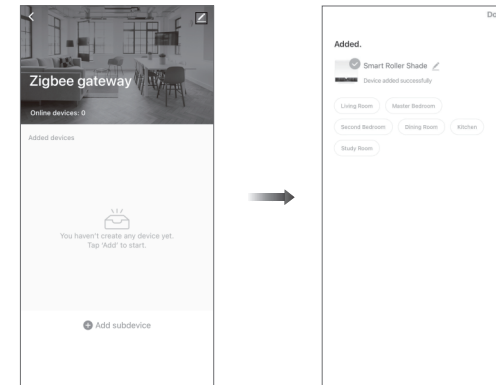 Zigbee gateway
Online devices: 0
Added devices
You haven't create any device yet.
Tap 'Add' to start.
Add subdevice
Do
Added.
Smart Roller Shade
Device added successfully
Living Room
Master Bedroom
Second Bedroom
Dining Room
Kitchen
Study Room